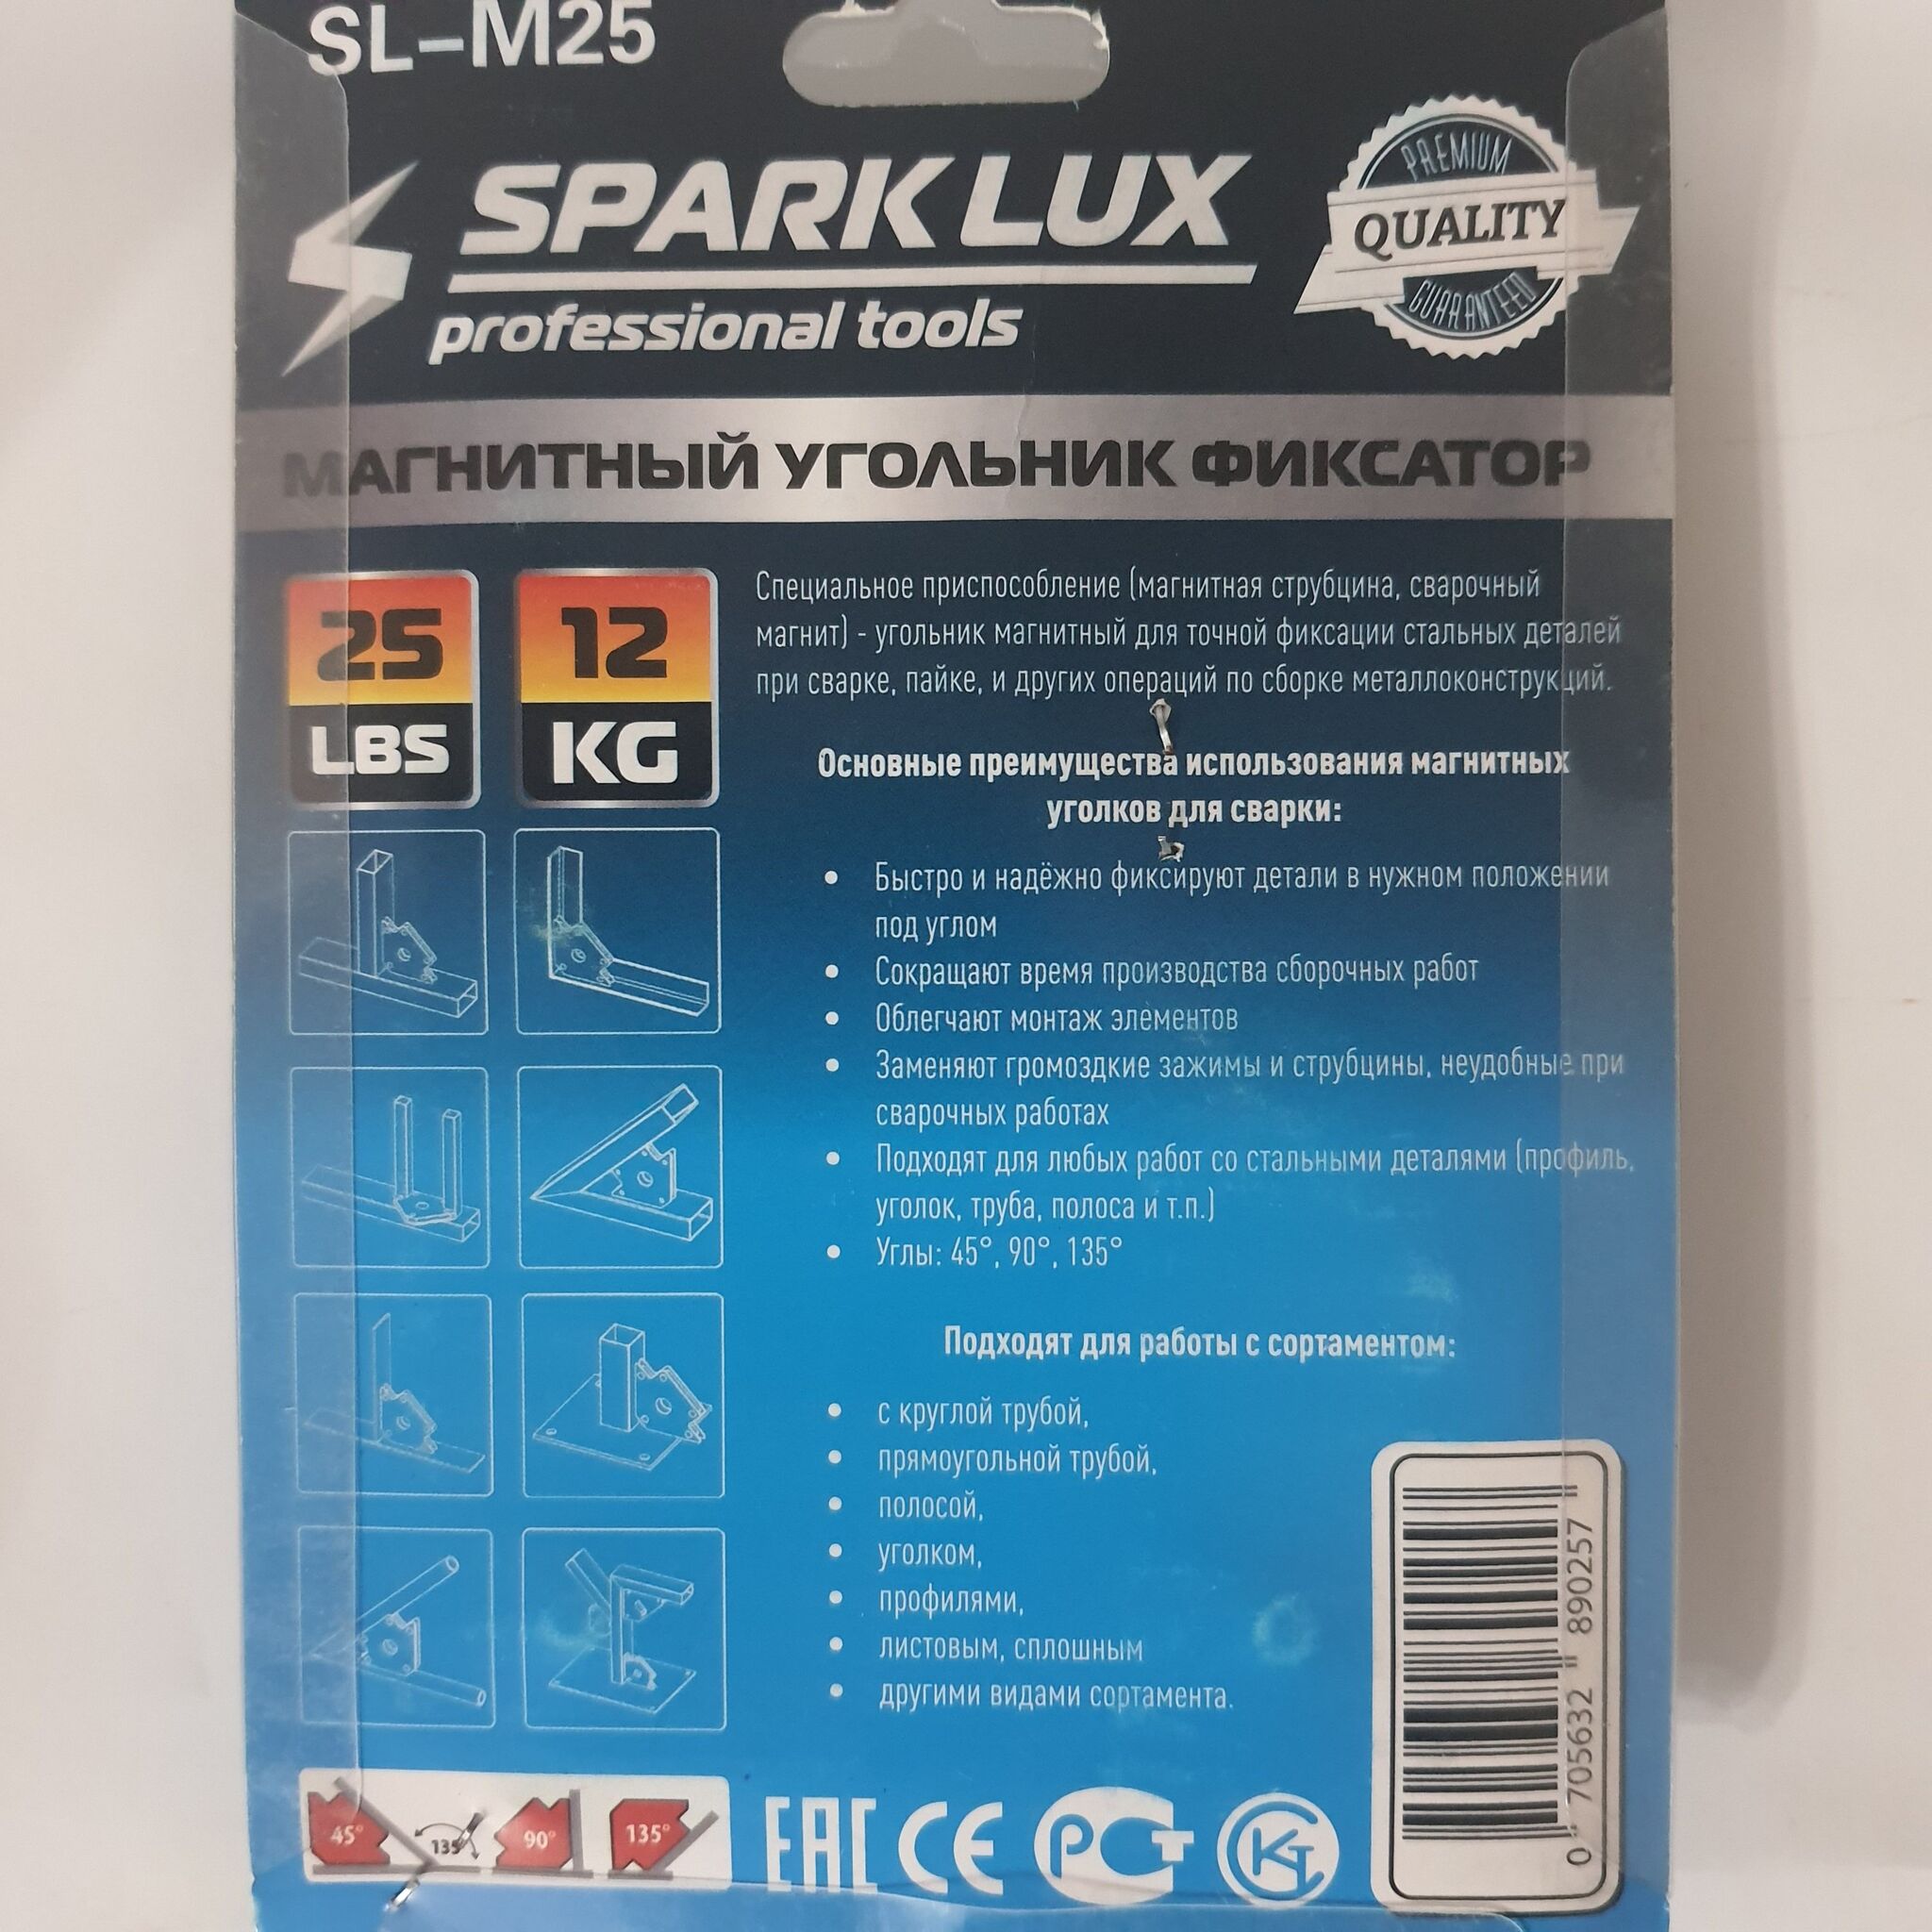 SL-M25
SPARK LUX
professional tools
PREMIUM
QUALITY
GUARANTEED
МАГНИТНЫЙ УГОЛЬНИК ФИКСАТОР
25
LBS
12
KG
Специальное приспособление (магнитная струбцина, сварочный
магнит) - угольник магнитный для точной фиксации стальных деталей
при сварке, пайке, и других операций по сборке металлоконструкций.
Основные преимущества использования магнитных
уголков для сварки:
• Быстро и надёжно фиксируют детали в нужном положении
под углом
• Сокращают время производства сборочных работ
• Облегчают монтаж элементов
• Заменяют громоздкие зажимы и струбцины, неудобные при
сварочных работах
• Подходят для любых работ со стальными деталями (профиль,
уголок, труба, полоса и т.п.)
• Углы: 45°, 90°, 135°
Подходят для работы с сортаментом:
• с круглой трубой,
• прямоугольной трубой,
• полосой,
• уголком,
• профилями,
• листовым, сплошным
• другими видами сортамента.
45°
135°
90°
135°
ЕАС CE РСТ КТ
0 705632 890257